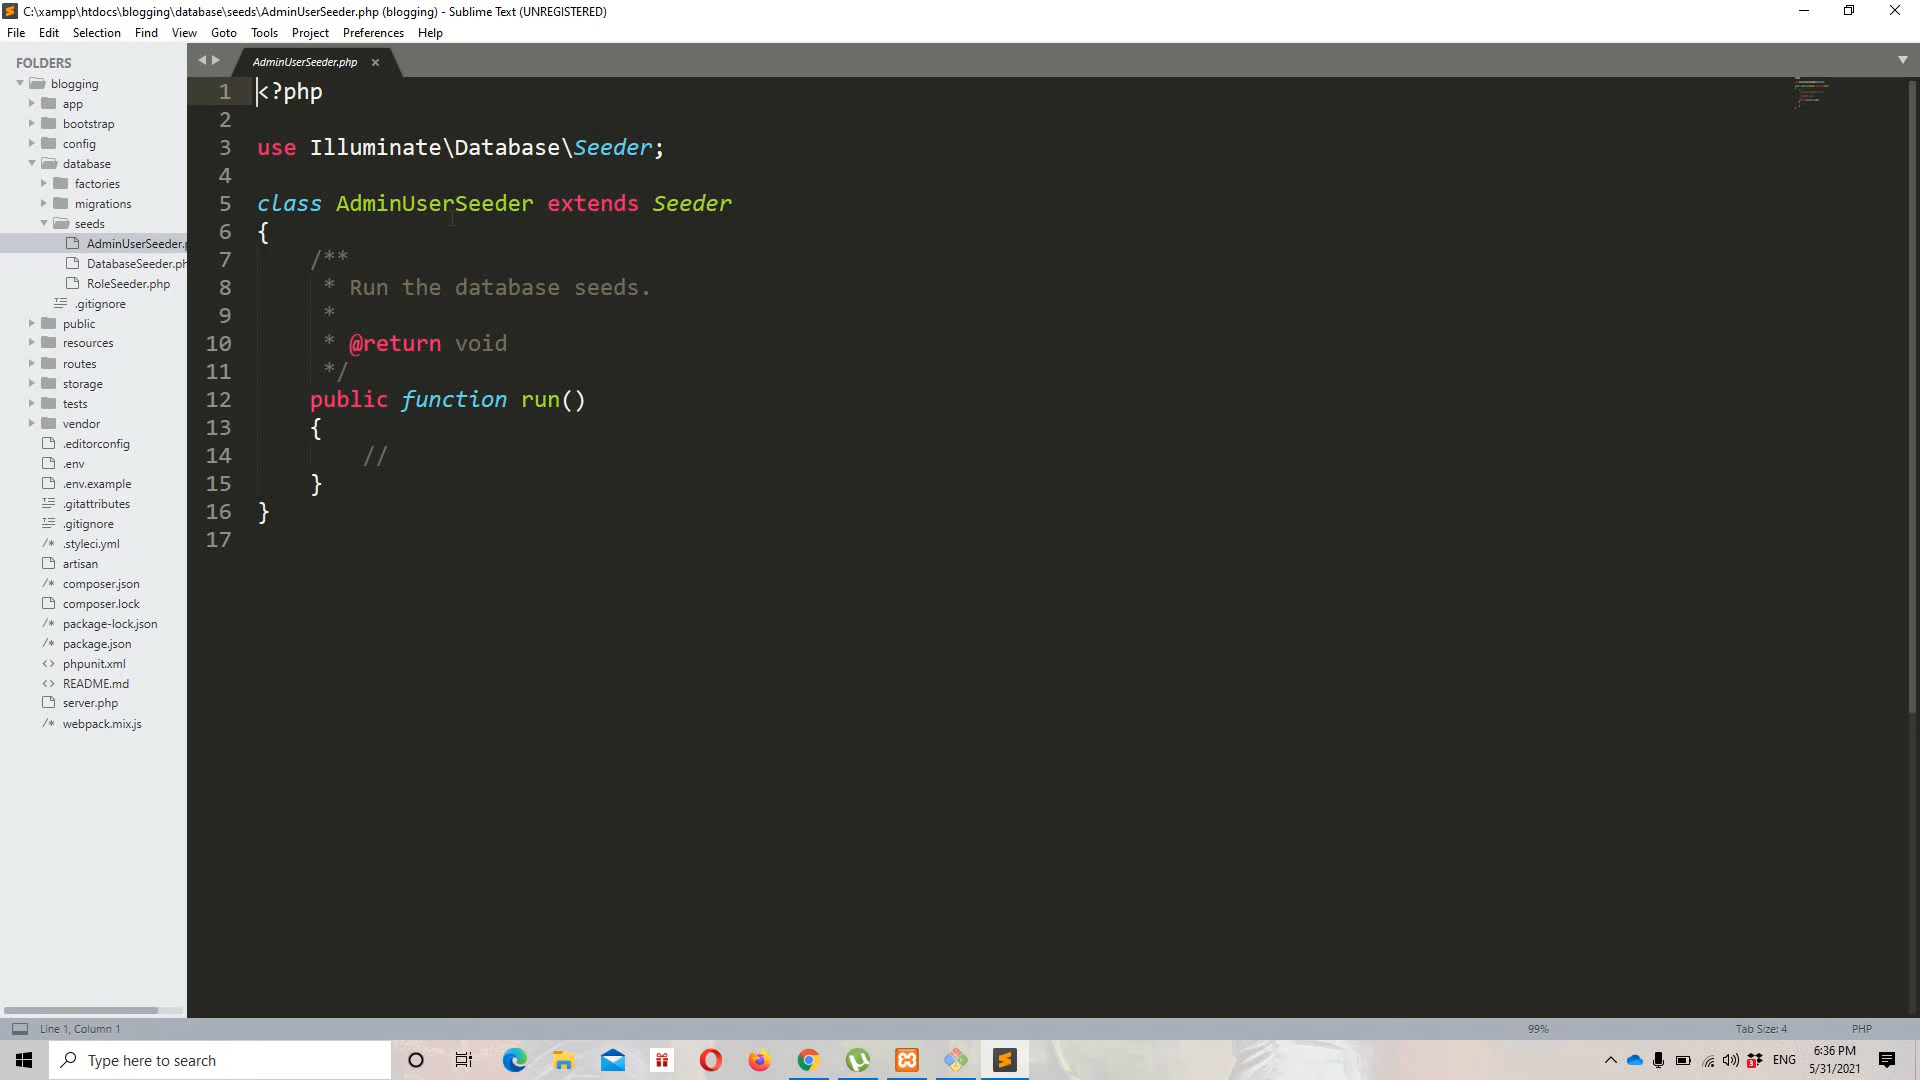 C:\xampp\htdocs\blogging\database\seeds\AdminUserSeeder.php (blogging) - Sublime Text (UNREGISTERED)
File Edit Selection Find View Goto Tools Project Preferences Help
FOLDERS
blogging
app
bootstrap
config
database
factories
migrations
seeds
AdminUserSeeder.p
DatabaseSeeder.ph
RoleSeeder.php
.gitignore
public
resources
routes
storage
tests
vendor
.editorconfig
.env
.env.example
.gitattributes
.gitignore
/* .styleci.yml
artisan
/* composer.json
composer.lock
/* package-lock.json
/* package.json
<> phpunit.xml
<> README.md
server.php
/* webpack.mix.js
AdminUserSeeder.php ×
1 <?php
2
3 use Illuminate\Database\Seeder;
4
5 class AdminUserSeeder extends Seeder
6 {
7 /**
8 * Run the database seeds.
9 *
10 * @return void
11 */
12 public function run()
13 {
14 //
15 }
16 }
17
Line 1, Column 1
99%
Tab Size: 4
PHP
Type here to search
ENG
6:36 PM
5/31/2021